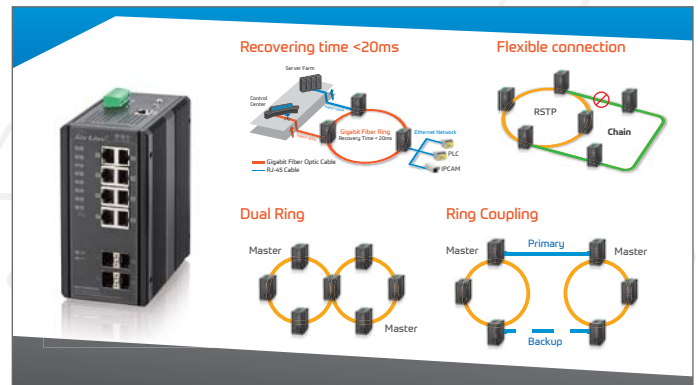 Recovering time <20ms
Flexible connection
Server Farm
Control
Center
Gigabit Fiber Ring
Recovery Time < 20ms
Ethernet Network
PLC
IPCAM
Gigabit Fiber Optic Cable
RJ-45 Cable
RSTP
Chain
Dual Ring
Ring Coupling
Master
Master
Master
Primary
Master
Backup
Air Live